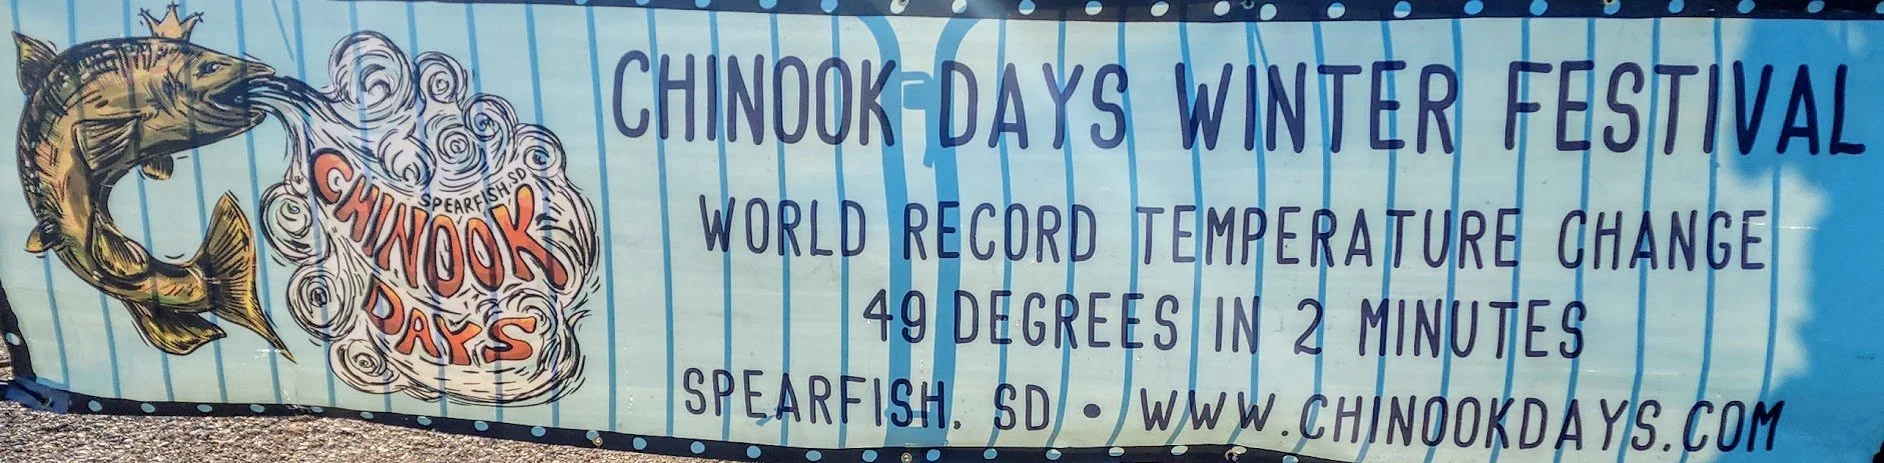 CHINOOK
SPEARFISH, SD
DAYS
CHINOOK DAYS WINTER FESTIVAL
WORLD RECORD TEMPERATURE CHANGE
49 DEGREES IN 2 MINUTES
SPEARFISH, SD • WWW.CHINOOKDAYS.COM